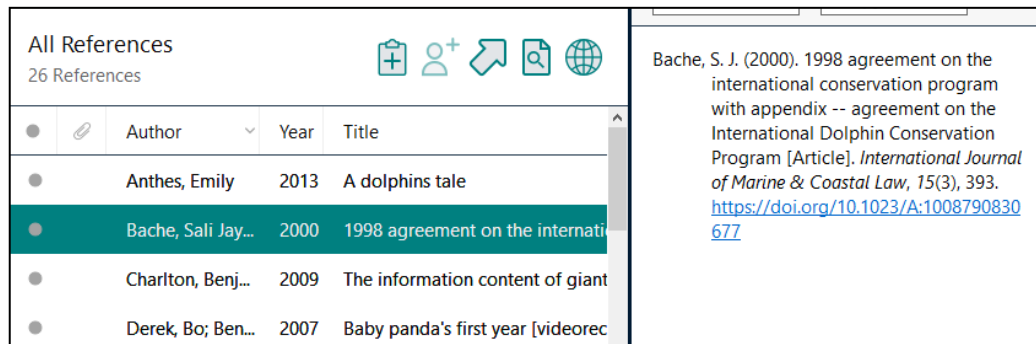 All References
26 References
Author Year Title
Anthes, Emily 2013 A dolphins tale
Bache, Sali Jay... 2000 1998 agreement on the internati
Charlton, Benj... 2009 The information content of giant
Derek, Bo; Ben... 2007 Baby panda's first year [videorec
Bache, S. J. (2000). 1998 agreement on the
international conservation program
with appendix -- agreement on the
International Dolphin Conservation
Program [Article]. International Journal
of Marine & Coastal Law, 15(3), 393.
https://doi.org/10.1023/A:1008790830
677